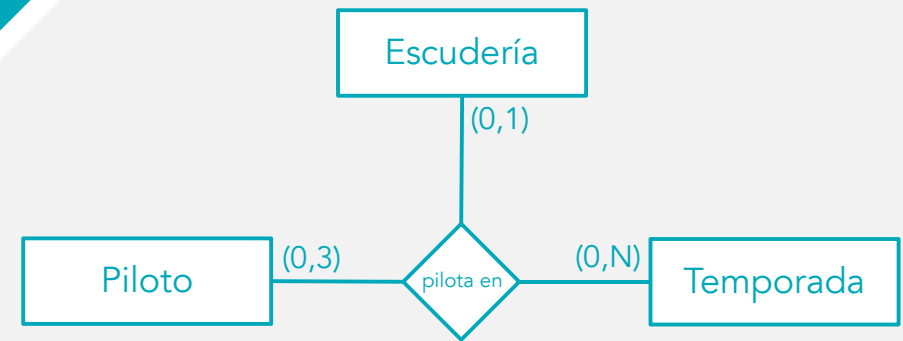 Escudería
(0,1)
Piloto
(0,3)
pilota en
(0,N)
Temporada